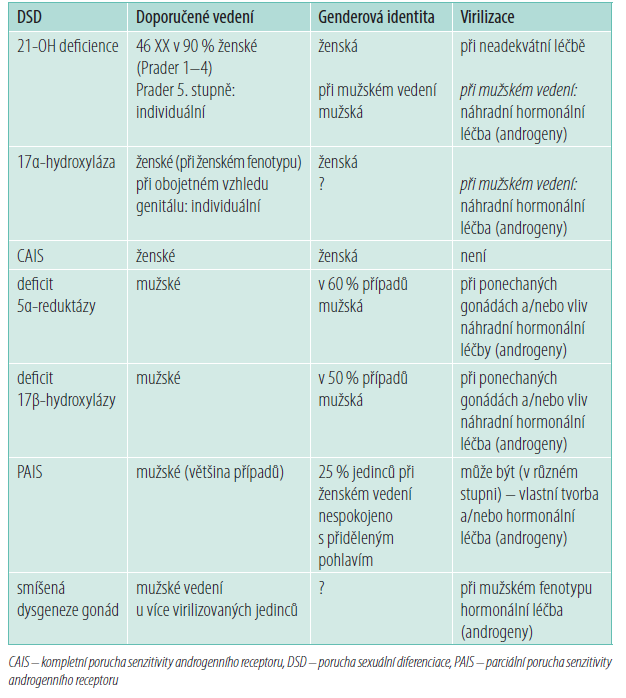 DSD Doporučené vedení Genderová identita Virilizace
21-OH deficience 46 XX v 90 % ženské ženská při neadekvátní léčbě
(Prader 1–4)
Prader 5. stupně: při mužském vedení při mužském vedení:
individuální mužská náhradní hormonální
léčba (androgeny)
17α-hydroxyláza ženské (při ženském fenotypu) ženská
při obojetném vzhledu ? při mužském vedení:
genitálu: individuální náhradní hormonální
léčba (androgeny)
CAIS ženské ženská není
deficit mužské v 60 % případů při ponechaných
5α-reduktázy mužská gonádách a/nebo vliv
náhradní hormonální
léčby (androgeny)
deficit mužské v 50 % případů při ponechaných
17β-hydroxylázy mužská gonádách a/nebo vliv
náhradní hormonální
léčba (androgeny)
PAIS mužské (většina případů) 25 % jedinců při může být (v různém
ženském vedení stupni) – vlastní tvorba
nespokojeno a/nebo hormonální
s přiděleným léčba (androgeny)
pohlavím
smíšená mužské vedení ? při mužském fenotypu
dysgeneze gonád u více virilizovaných jedinců hormonální léčba
(androgeny)
CAIS – kompletní porucha senzitivity androgenního receptoru, DSD – porucha sexuální diferenciace, PAIS – parciální porucha senzitivity
androgenního receptoru